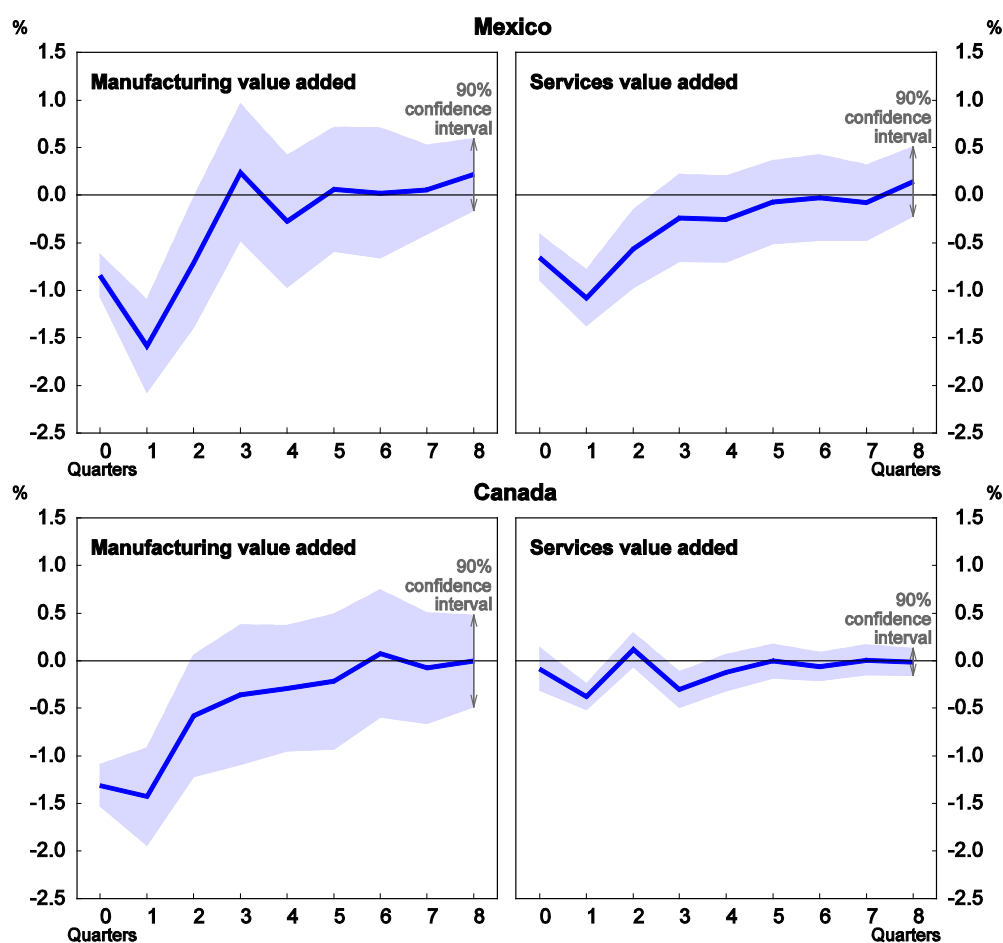 Mexico
% %
1.5 1.5
Manufacturing value added Services value added
90% 90%
confidence confidence
interval interval
1.0 1.0
0.5 0.5
0.0 0.0
-0.5 -0.5
-1.0 -1.0
-1.5 -1.5
-2.0 -2.0
-2.5 -2.5
0 1 2 3 4 5 6 7 8 0 1 2 3 4 5 6 7 8
Quarters Quarters
Canada
% %
1.5 1.5
Manufacturing value added Services value added
90% 90%
confidence confidence
interval interval
1.0 1.0
0.5 0.5
0.0 0.0
-0.5 -0.5
-1.0 -1.0
-1.5 -1.5
-2.0 -2.0
-2.5 -2.5
0 1 2 3 4 5 6 7 8 0 1 2 3 4 5 6 7 8
Quarters Quarters